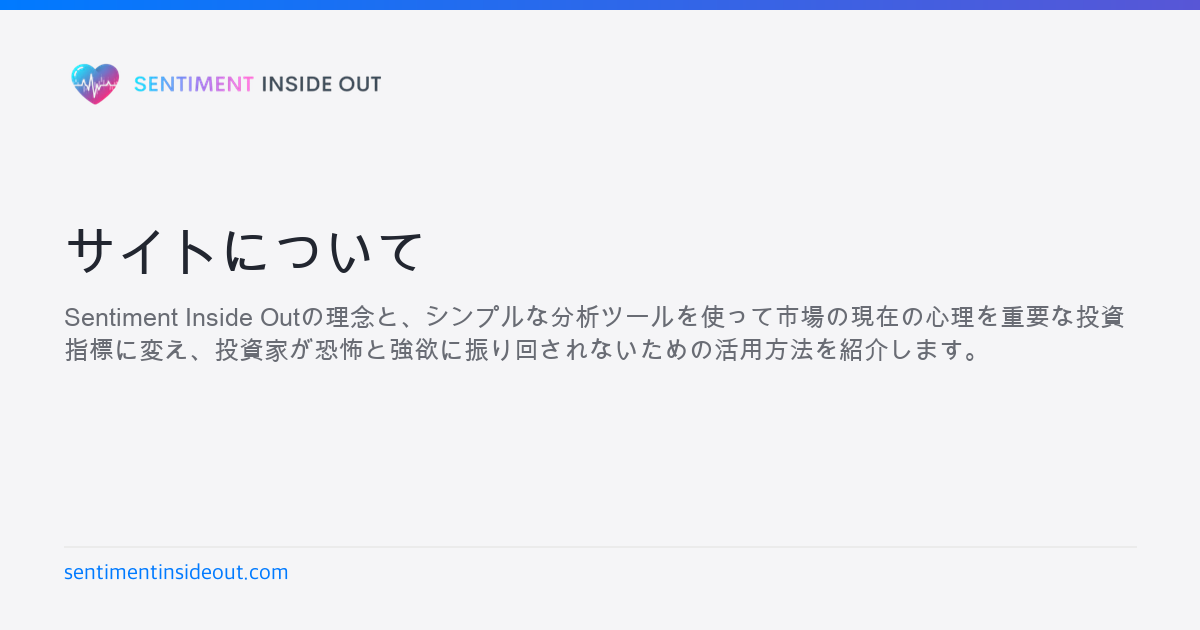 SENTIMENT INSIDE OUT
サイトについて
Sentiment Inside Outの理念と、シンプルな分析ツールを使って市場の現在の心理を重要な投資
指標に変え、投資家が恐怖と強欲に振り回されないための活用方法を紹介します。
sentimentinsideout.com